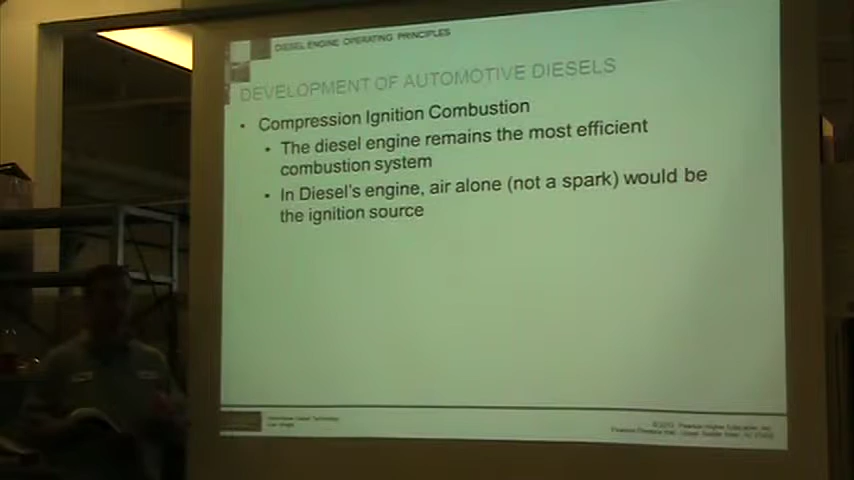 DIESEL ENGINE OPERATING PRINCIPLES
DEVELOPMENT OF AUTOMOTIVE DIESELS
• Compression Ignition Combustion
• The diesel engine remains the most efficient
combustion system
• In Diesel's engine, air alone (not a spark) would be
the ignition source